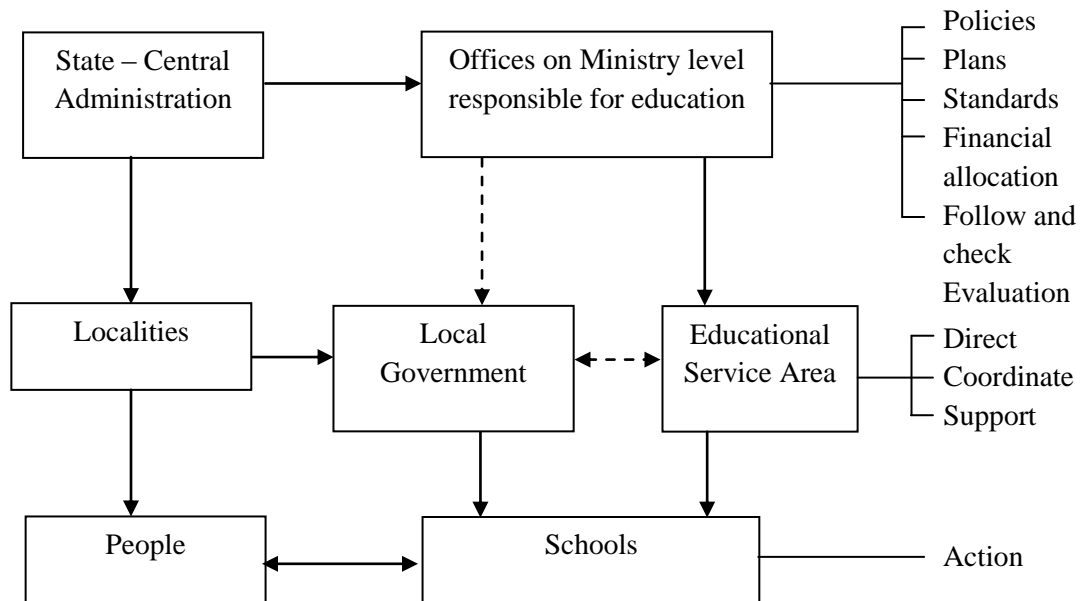 State – Central
Administration
Offices on Ministry level
responsible for education
Policies
Plans
Standards
Financial
allocation
Follow and
check
Evaluation
Localities
Local
Government
Educational
Service Area
Direct
Coordinate
Support
People
Schools
Action